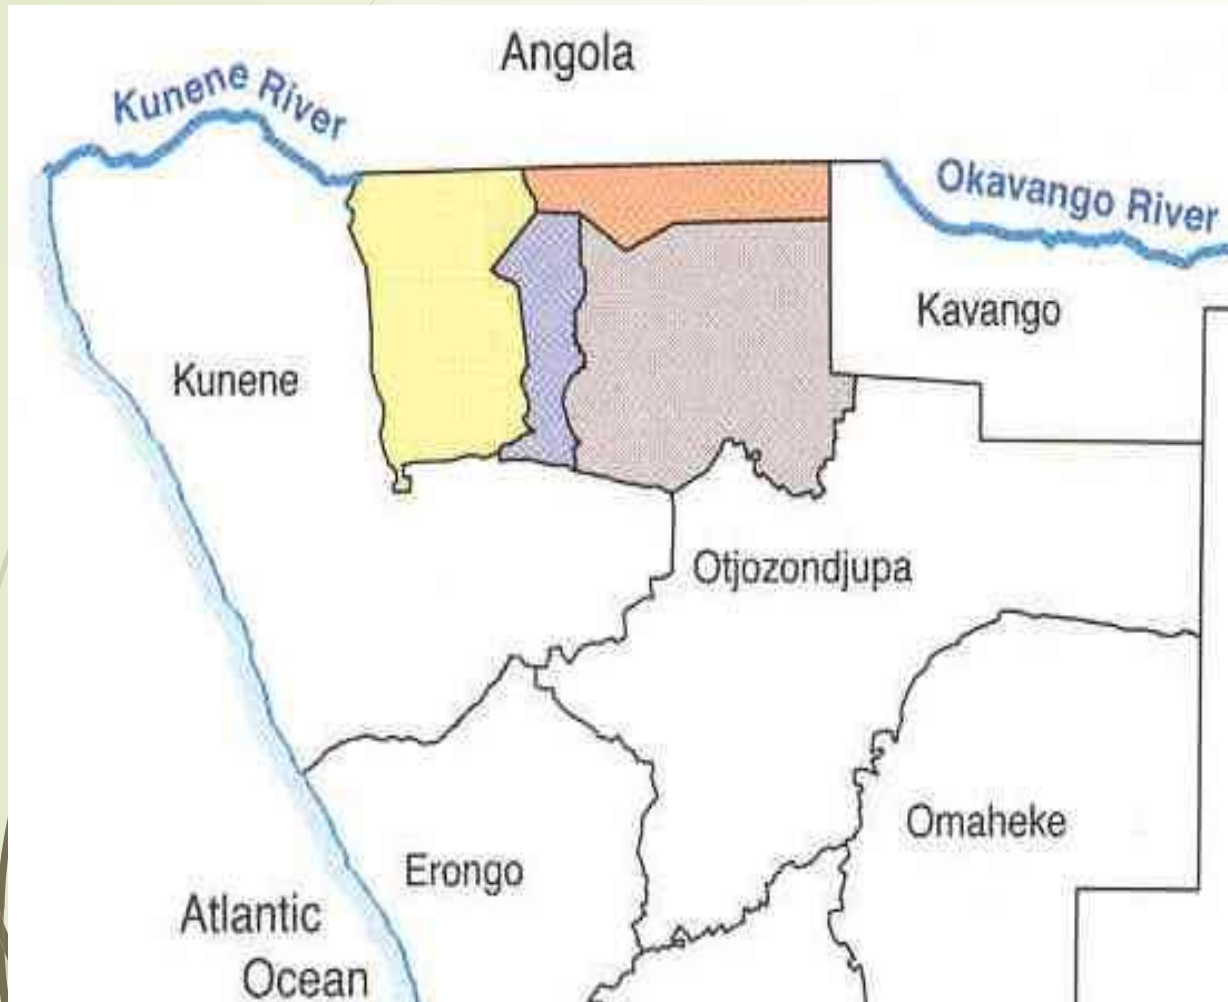 Angola
Kunene River
Okavango River
Kavango
Kunene
Otjozondjupa
Omaheke
Erongo
Atlantic
Ocean